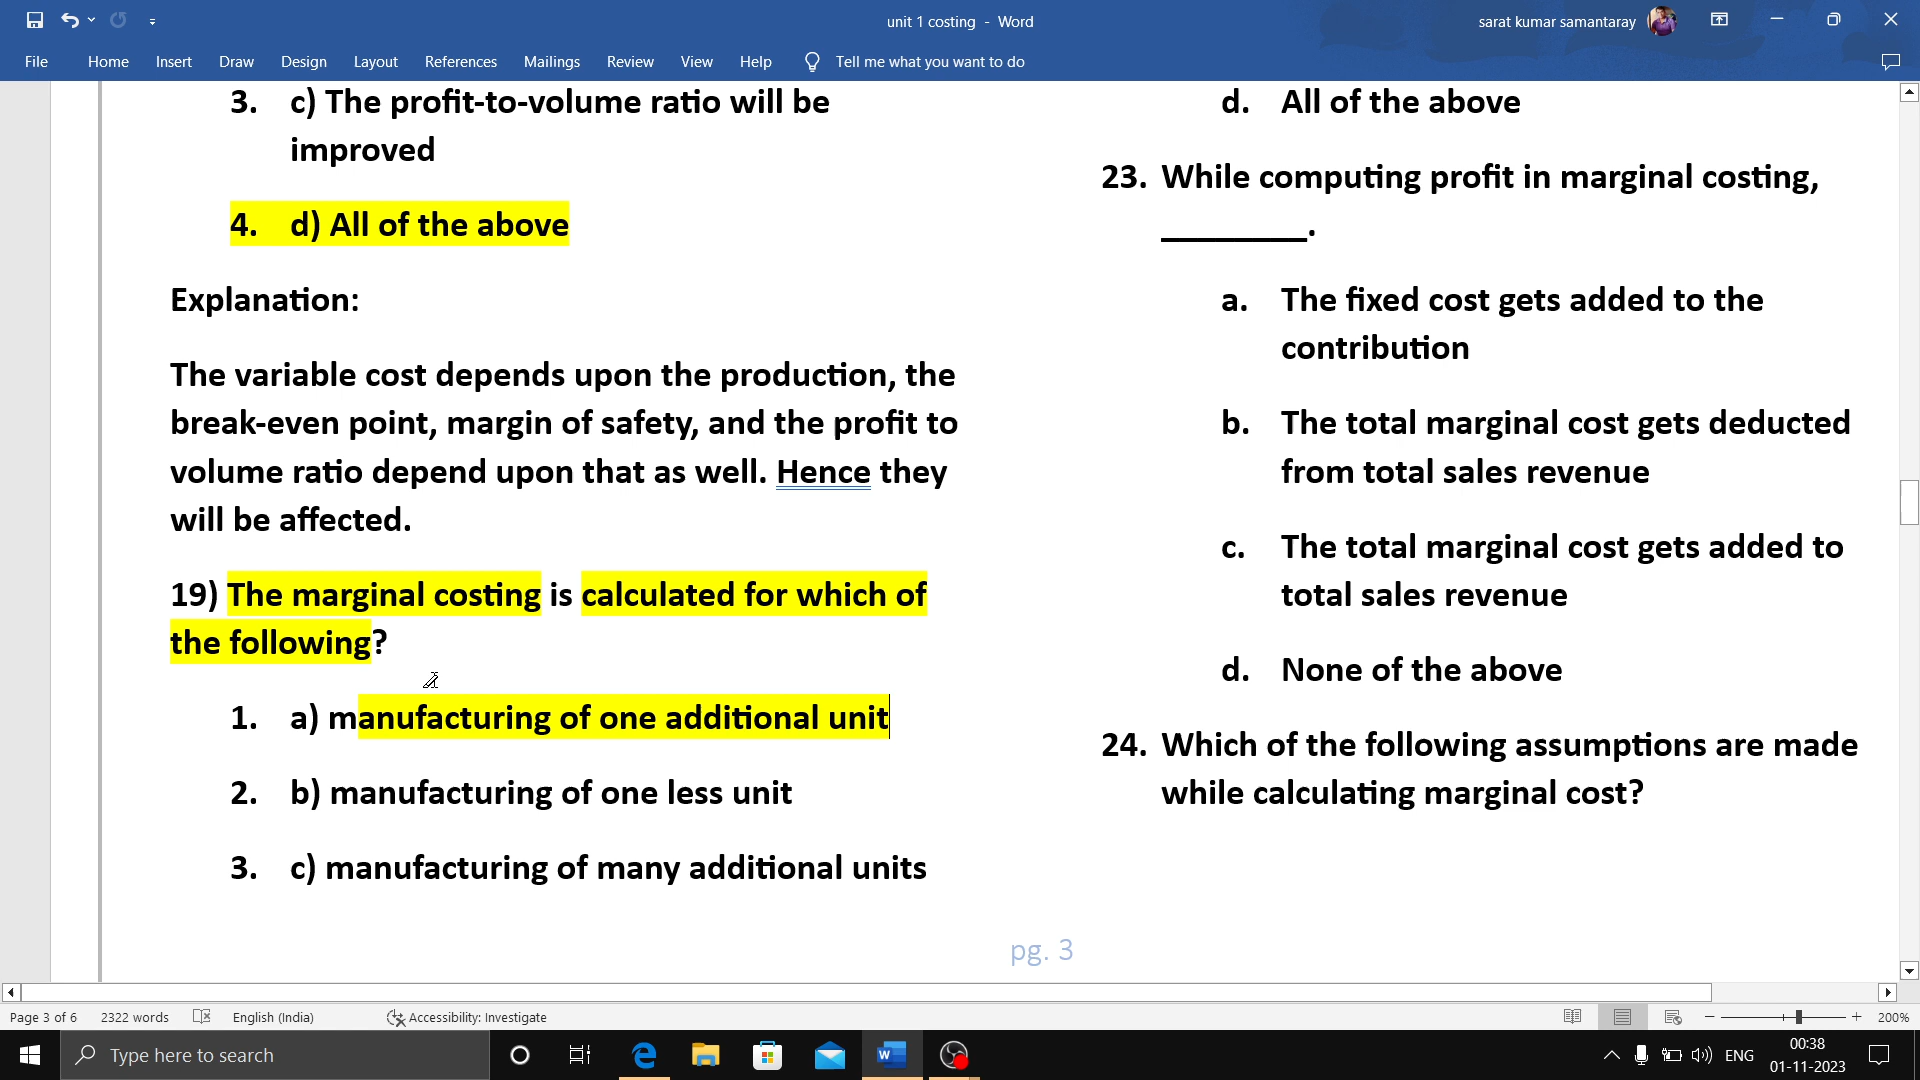 unit 1 costing - Word
sarat kumar samantaray
File Home Insert Draw Design Layout References Mailings Review View Help Tell me what you want to do
3. c) The profit-to-volume ratio will be
improved
4. d) All of the above
Explanation:
The variable cost depends upon the production, the
break-even point, margin of safety, and the profit to
volume ratio depend upon that as well. Hence they
will be affected.
19) The marginal costing is calculated for which of
the following?
1. a) manufacturing of one additional unit
2. b) manufacturing of one less unit
3. c) manufacturing of many additional units
d. All of the above
23. While computing profit in marginal costing,
_________.
a. The fixed cost gets added to the
contribution
b. The total marginal cost gets deducted
from total sales revenue
c. The total marginal cost gets added to
total sales revenue
d. None of the above
24. Which of the following assumptions are made
while calculating marginal cost?
pg. 3
Page 3 of 6 2322 words English (India) Accessibility: Investigate 200%
Type here to search
ENG
00:38
01-11-2023